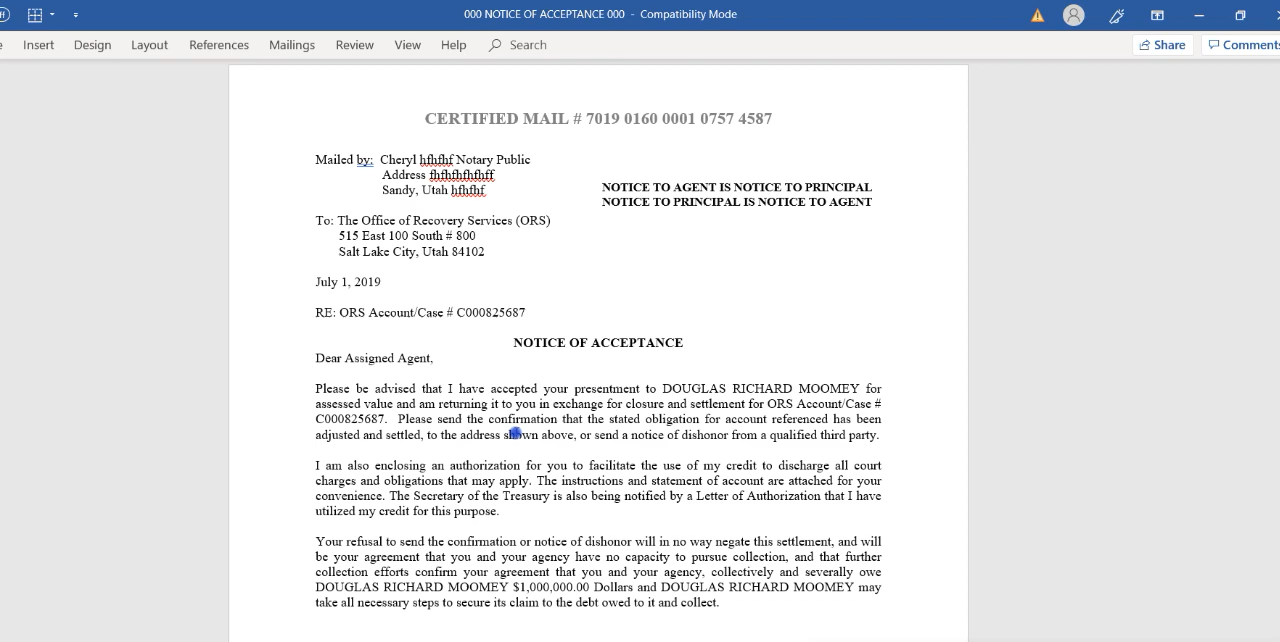 000 NOTICE OF ACCEPTANCE 000 - Compatibility Mode
Insert Design Layout References Mailings Review View Help Search Share Comments
CERTIFIED MAIL # 7019 0160 0001 0757 4587
Mailed by: Cheryl hfhfhf Notary Public
Address fhfhfhfhfhff
Sandy, Utah hfhfhf
NOTICE TO AGENT IS NOTICE TO PRINCIPAL
NOTICE TO PRINCIPAL IS NOTICE TO AGENT
To: The Office of Recovery Services (ORS)
515 East 100 South # 800
Salt Lake City, Utah 84102
July 1, 2019
RE: ORS Account/Case # C000825687
NOTICE OF ACCEPTANCE
Dear Assigned Agent,
Please be advised that I have accepted your presentment to DOUGLAS RICHARD MOOMEY for
assessed value and am returning it to you in exchange for closure and settlement for ORS Account/Case #
C000825687. Please send the confirmation that the stated obligation for account referenced has been
adjusted and settled, to the address shown above, or send a notice of dishonor from a qualified third party.
I am also enclosing an authorization for you to facilitate the use of my credit to discharge all court
charges and obligations that may apply. The instructions and statement of account are attached for your
convenience. The Secretary of the Treasury is also being notified by a Letter of Authorization that I have
utilized my credit for this purpose.
Your refusal to send the confirmation or notice of dishonor will in no way negate this settlement, and will
be your agreement that you and your agency have no capacity to pursue collection, and that further
collection efforts confirm your agreement that you and your agency, collectively and severally owe
DOUGLAS RICHARD MOOMEY $1,000,000.00 Dollars and DOUGLAS RICHARD MOOMEY may
take all necessary steps to secure its claim to the debt owed to it and collect.